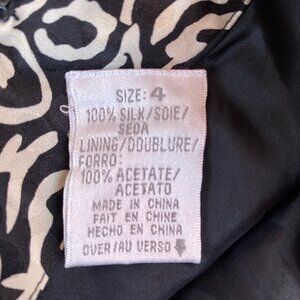 SIZE: 4
100% SILK/SOIE/
SEDA
LINING/DOUBLURE/
FORRO:
100% ACETATE/
ACETATO
MADE IN CHINA
FAIT EN CHINE
HECHO EN CHINA
OVER/AU VERSO